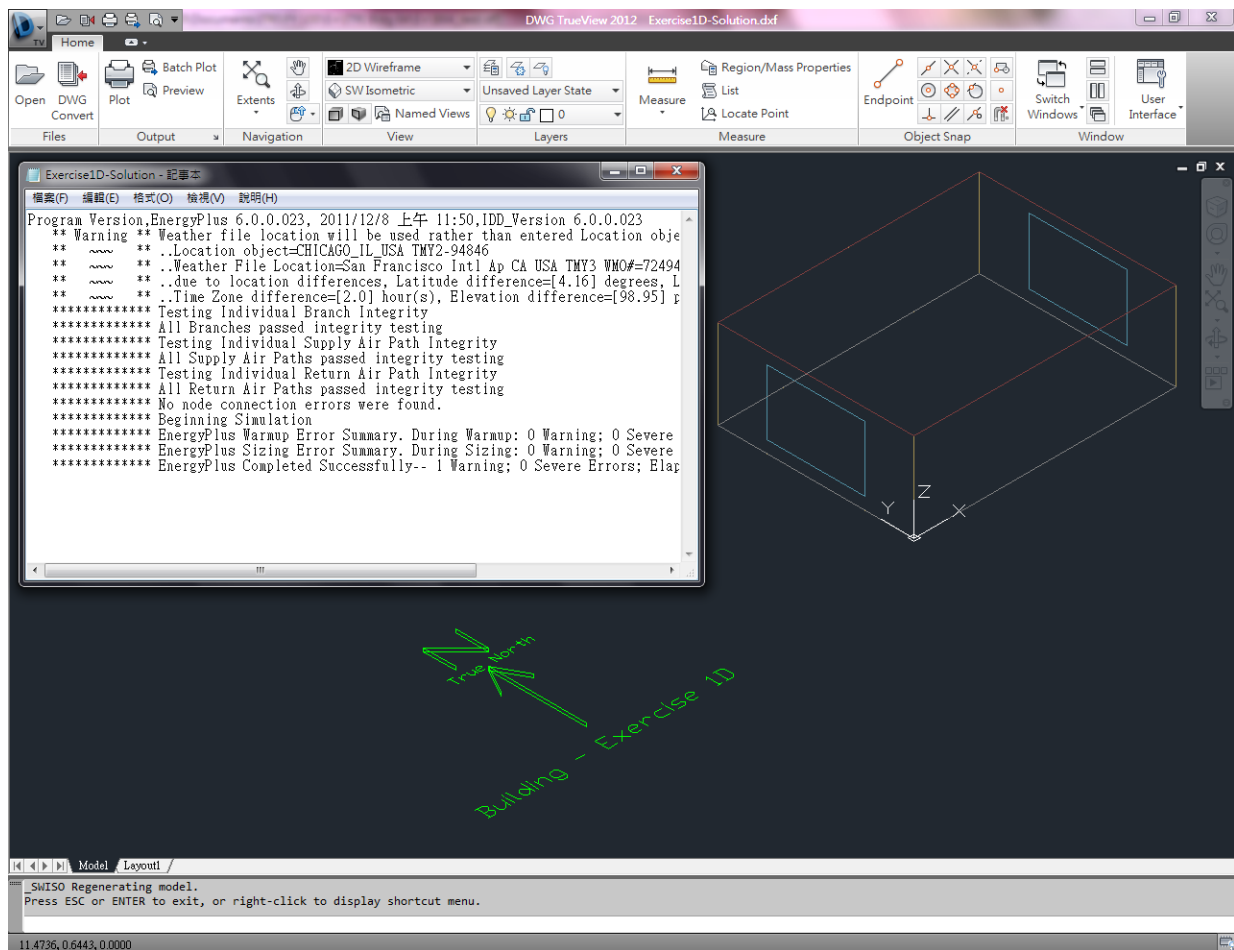 DWG TrueView 2012 Exercise1D-Solution.dxf
TV
Home
Open
DWG Convert
Plot
Batch Plot
Preview
Extents
2D Wireframe
SW Isometric
Named Views
Unsaved Layer State
0
Measure
Region/Mass Properties
List
Locate Point
Endpoint
Switch Windows
User Interface
Files
Output
Navigation
View
Layers
Measure
Object Snap
Window
Exercise1D-Solution - 記事本
檔案(F) 編輯(E) 格式(O) 檢視(V) 說明(H)
Program Version,EnergyPlus 6.0.0.023, 2011/12/8 上午 11:50,IDD_Version 6.0.0.023
** Warning ** Weather file location will be used rather than entered Location obje
** ~~~ ** ..Location object=CHICAGO_IL_USA TMY2-94846
** ~~~ ** ..Weather File Location=San Francisco Intl Ap CA USA TMY3 WMO#=72494
** ~~~ ** ..due to location differences, Latitude difference=[4.16] degrees, L
** ~~~ ** ..Time Zone difference=[2.0] hour(s), Elevation difference=[98.95] p
************* Testing Individual Branch Integrity
************* All Branches passed integrity testing
************* Testing Individual Supply Air Path Integrity
************* All Supply Air Paths passed integrity testing
************* Testing Individual Return Air Path Integrity
************* All Return Air Paths passed integrity testing
************* No node connection errors were found.
************* Beginning Simulation
************* EnergyPlus Warmup Error Summary. During Warmup: 0 Warning; 0 Severe
************* EnergyPlus Sizing Error Summary. During Sizing: 0 Warning; 0 Severe
************* EnergyPlus Completed Successfully-- 1 Warning; 0 Severe Errors; Elap
Z
Y
X
N
True North
Building - Exercise 1D
Model
Layout1
_SWISO Regenerating model.
Press ESC or ENTER to exit, or right-click to display shortcut menu.
11.4736, 0.6443, 0.0000